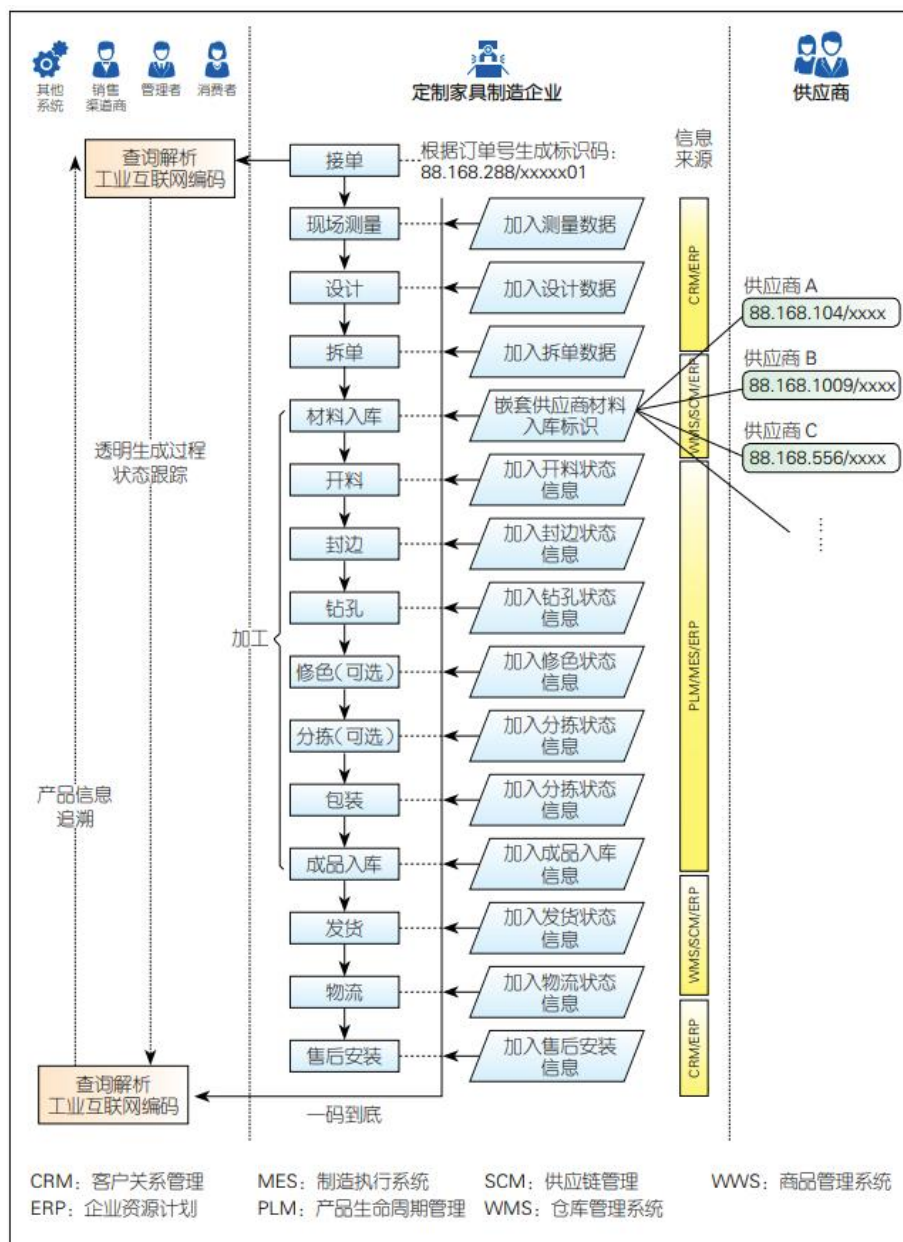 其他
系统
销售
渠道商
管理者
消费者
定制家具制造企业
供应商
查询解析
工业互联网编码
接单
根据订单号生成标识码：
88.168.288/xxxxx01
信息
来源
现场测量
加入测量数据
设计
加入设计数据
CRM/ERP
供应商 A
88.168.104/xxxx
拆单
加入拆单数据
供应商 B
88.168.1009/xxxx
材料入库
嵌套供应商材料
入库标识
WMS/SCM/ERP
供应商 C
88.168.556/xxxx
透明生成过程
状态跟踪
开料
加入开料状态
信息
……
封边
加入封边状态
信息
钻孔
加入钻孔状态
信息
加工
PLM/MES/ERP
修色（可选）
加入修色状态
信息
分拣（可选）
加入分拣状态
信息
产品信息
追溯
包装
加入分拣状态
信息
成品入库
加入成品入库
信息
发货
加入发货状态
信息
WMS/SCM/ERP
物流
加入物流状态
信息
售后安装
加入售后安装
信息
CRM/ERP
查询解析
工业互联网编码
一码到底
CRM：客户关系管理 MES：制造执行系统 SCM：供应链管理 WWS：商品管理系统
ERP：企业资源计划 PLM：产品生命周期管理 WMS：仓库管理系统